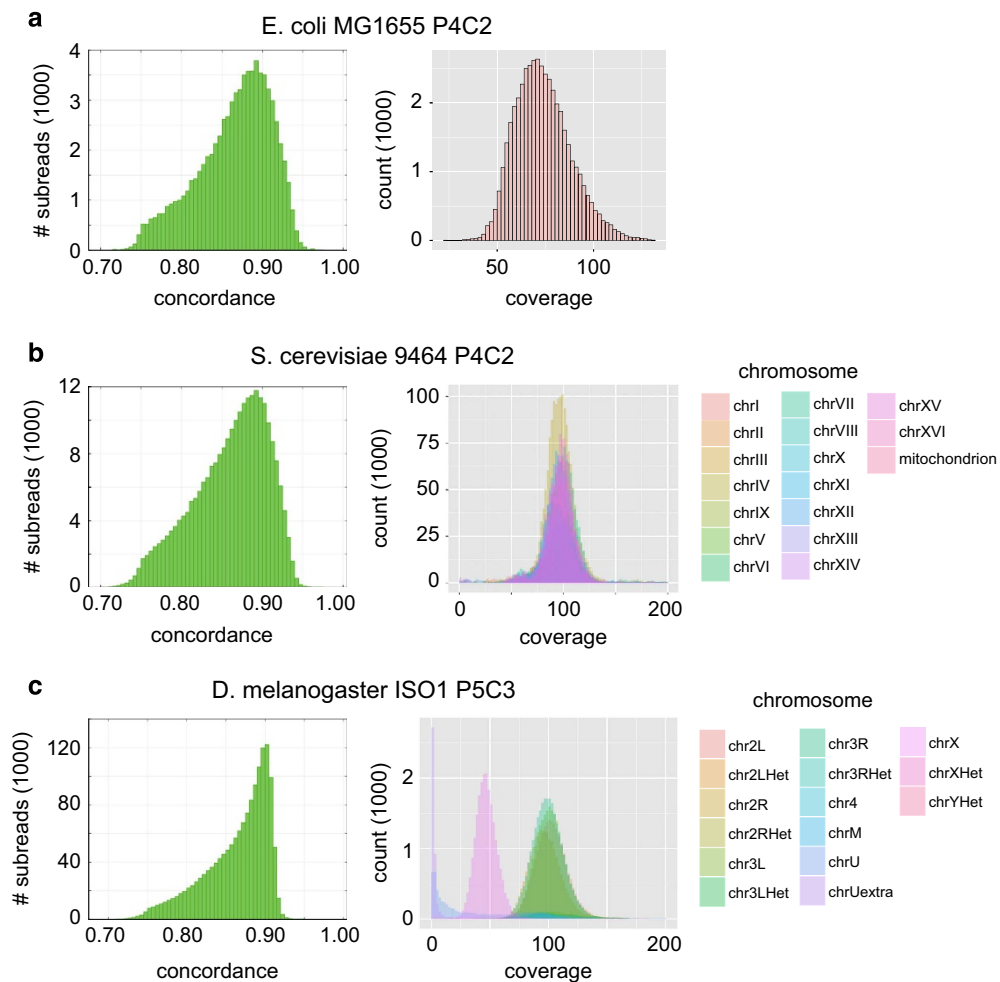 a
E. coli MG1655 P4C2
# subreads (1000)
4
3
2
1
0
0.70 0.80 0.90 1.00
concordance
count (1000)
2
1
0
50 100
coverage
b
S. cerevisiae 9464 P4C2
# subreads (1000)
12
8
4
0
0.70 0.80 0.90 1.00
concordance
count (1000)
100
75
50
25
0
0 100 200
coverage
chromosome
chrI
chrII
chrIII
chrIV
chrIX
chrV
chrVI
chrVII
chrVIII
chrX
chrXI
chrXII
chrXIII
chrXIV
chrXV
chrXVI
mitochondrion
c
D. melanogaster ISO1 P5C3
# subreads (1000)
120
80
40
0
0.70 0.80 0.90 1.00
concordance
count (1000)
2
1
0
0 100 200
coverage
chromosome
chr2L
chr2LHet
chr2R
chr2RHet
chr3L
chr3LHet
chr3R
chr3RHet
chr4
chrM
chrU
chrUextra
chrX
chrXHet
chrYHet